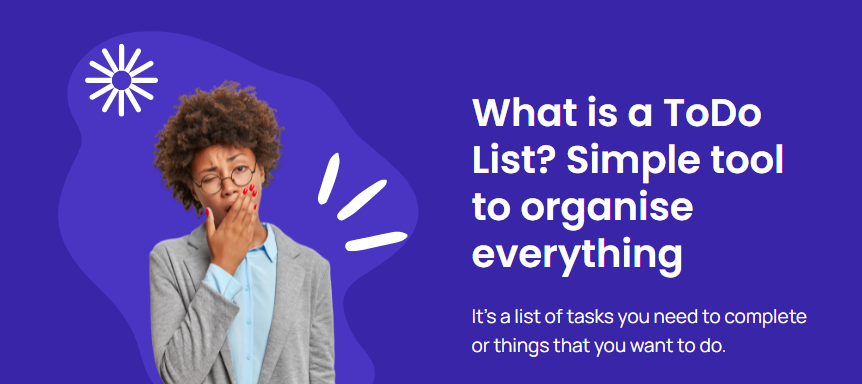 What is a ToDo
List? Simple tool
to organise
everything
It's a list of tasks you need to complete
or things that you want to do.